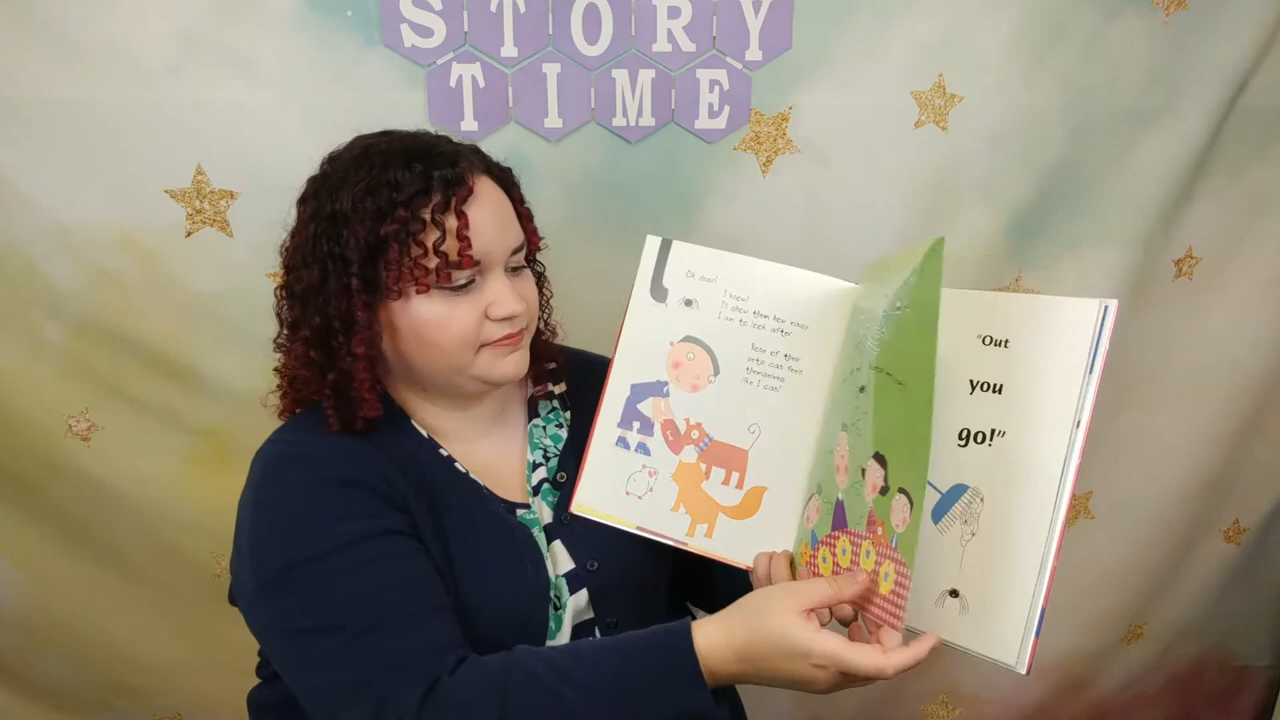 STORY
TIME
Oh dear!
I know!
I'll show them how easy
I am to look after.
None of their
pets can feed
themselves
like I can!
"Out
you
go!"